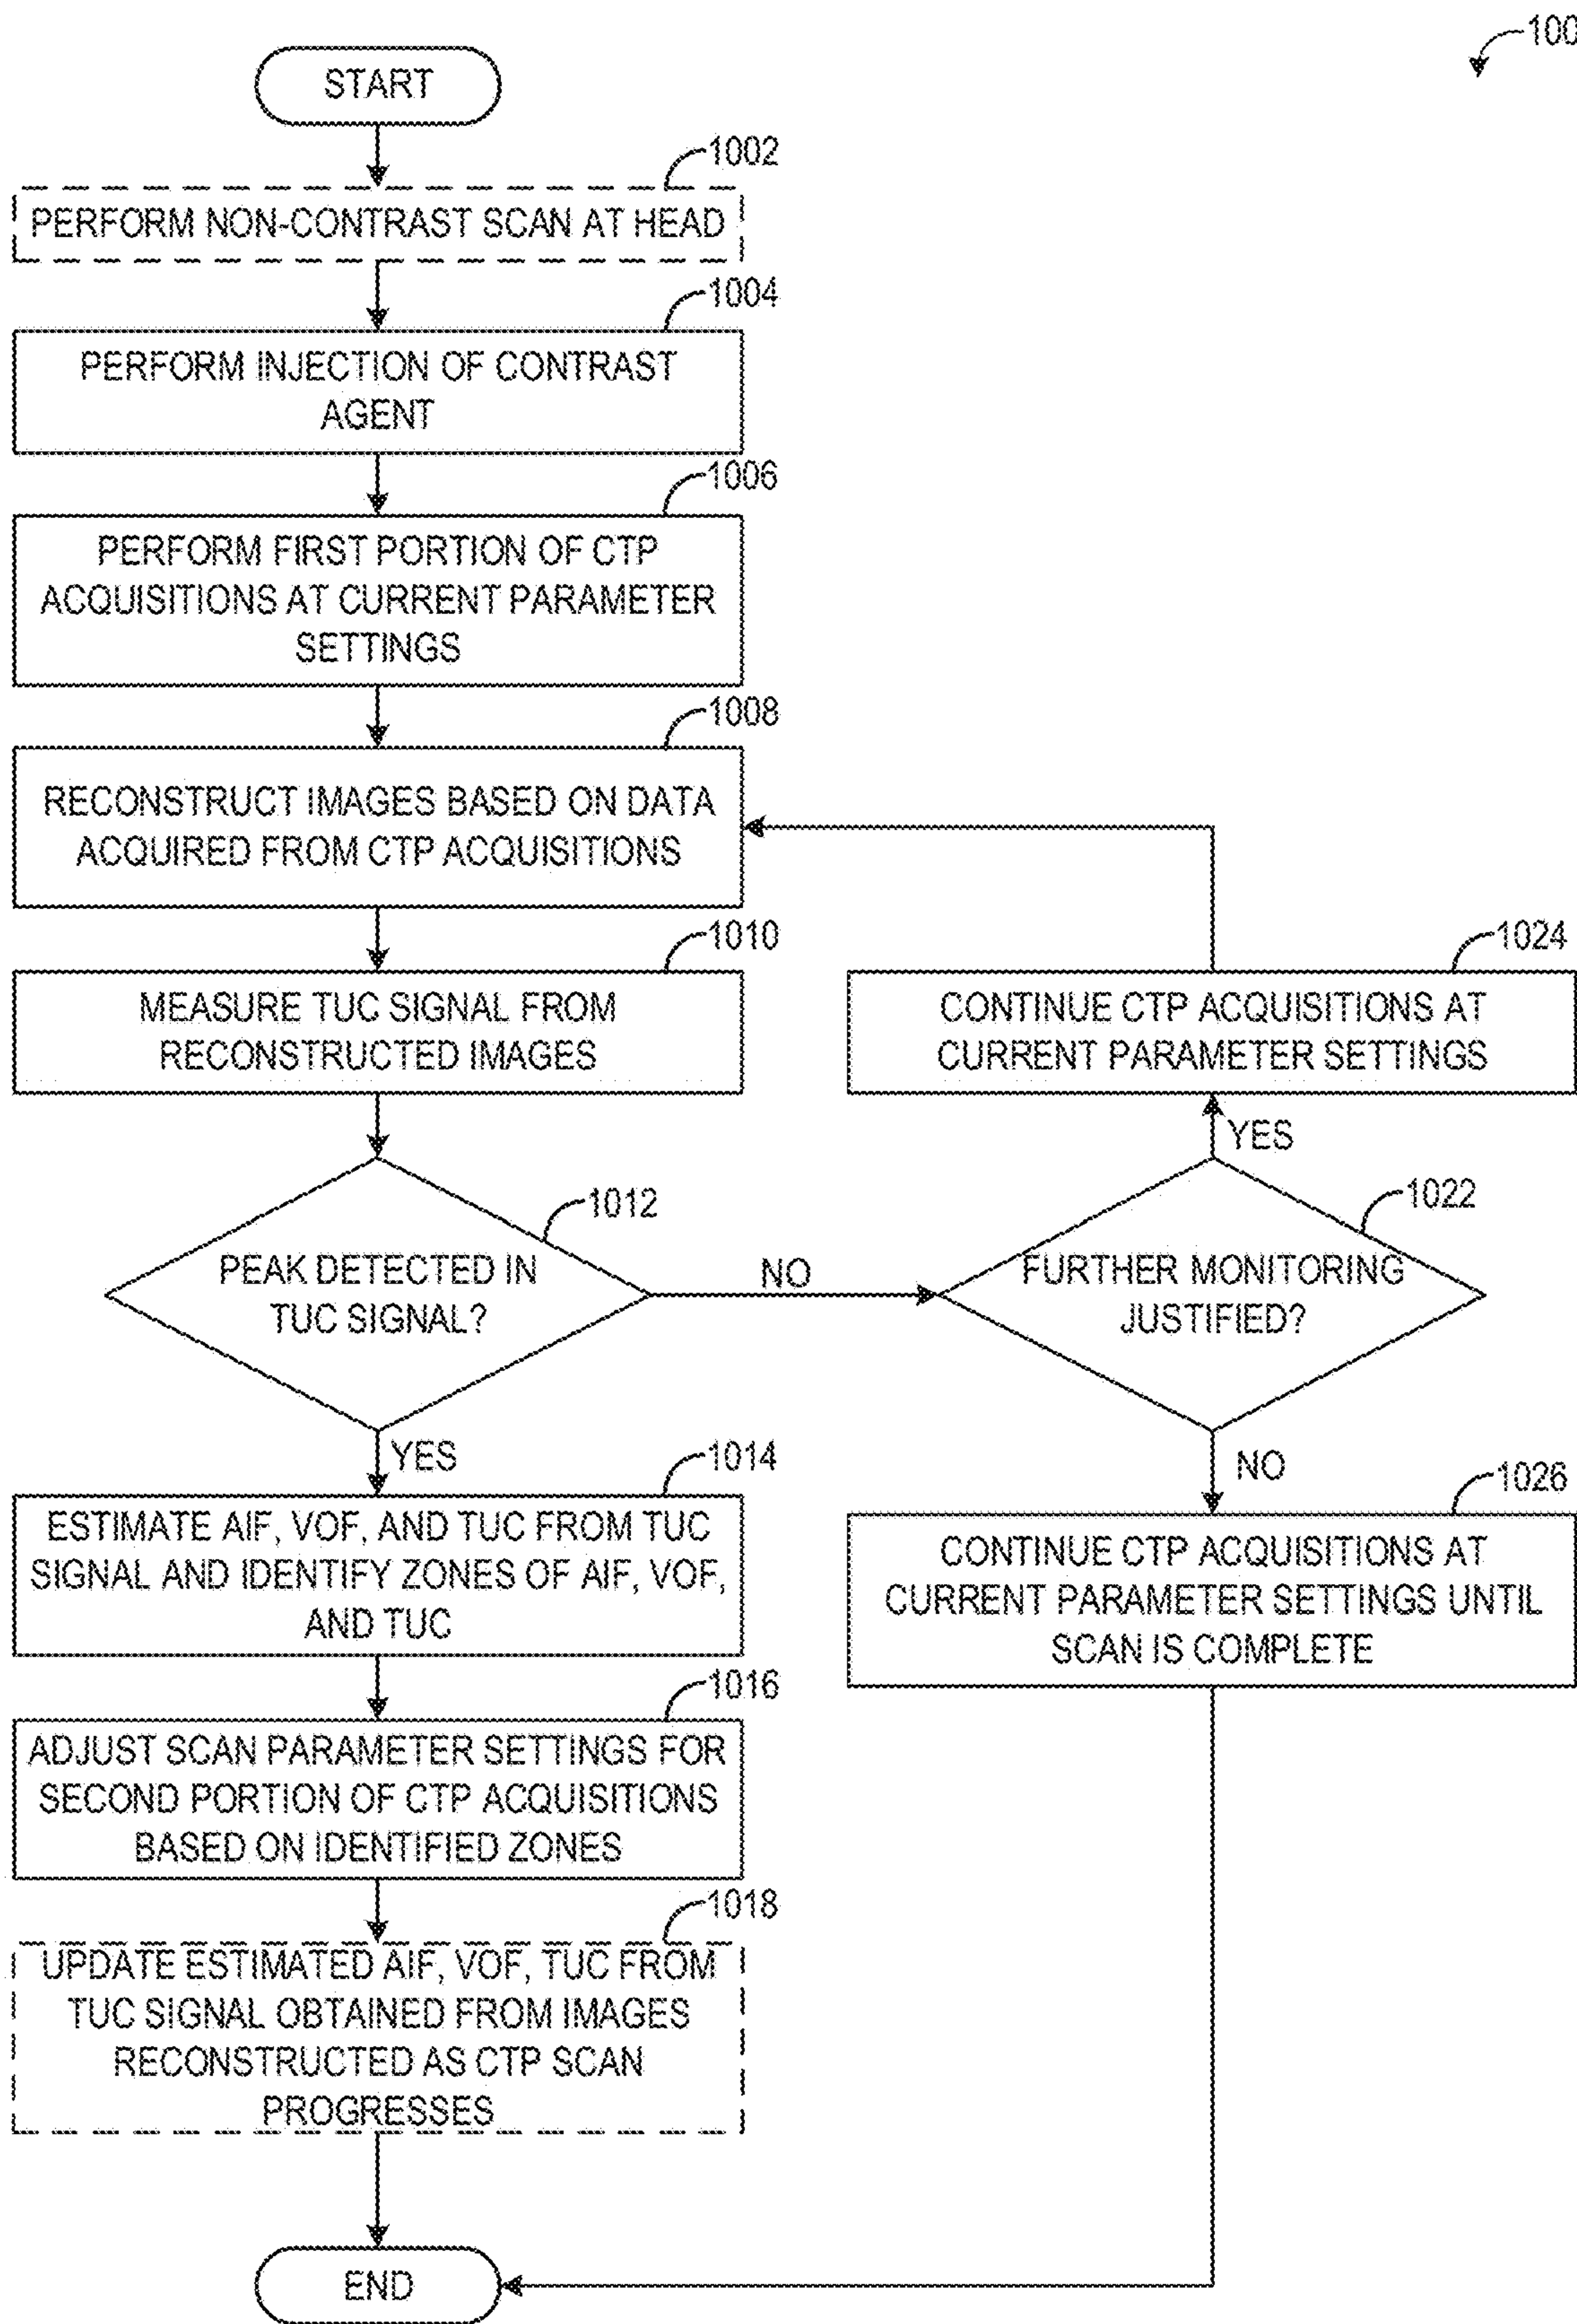 100
START
1002
PERFORM NON-CONTRAST SCAN AT HEAD
1004
PERFORM INJECTION OF CONTRAST
AGENT
1006
PERFORM FIRST PORTION OF CTP
ACQUISITIONS AT CURRENT PARAMETER
SETTINGS
1008
RECONSTRUCT IMAGES BASED ON DATA
ACQUIRED FROM CTP ACQUISITIONS
1010
MEASURE TUC SIGNAL FROM
RECONSTRUCTED IMAGES
1024
CONTINUE CTP ACQUISITIONS AT
CURRENT PARAMETER SETTINGS
YES
1012
PEAK DETECTED IN
TUC SIGNAL?
NO
1022
FURTHER MONITORING
JUSTIFIED?
YES
1014
ESTIMATE AIF, VOF, AND TUC FROM TUC
SIGNAL AND IDENTIFY ZONES OF AIF, VOF,
AND TUC
NO
1026
CONTINUE CTP ACQUISITIONS AT
CURRENT PARAMETER SETTINGS UNTIL
SCAN IS COMPLETE
1016
ADJUST SCAN PARAMETER SETTINGS FOR
SECOND PORTION OF CTP ACQUISITIONS
BASED ON IDENTIFIED ZONES
1018
UPDATE ESTIMATED AIF, VOF, TUC FROM
TUC SIGNAL OBTAINED FROM IMAGES
RECONSTRUCTED AS CTP SCAN
PROGRESSES
END